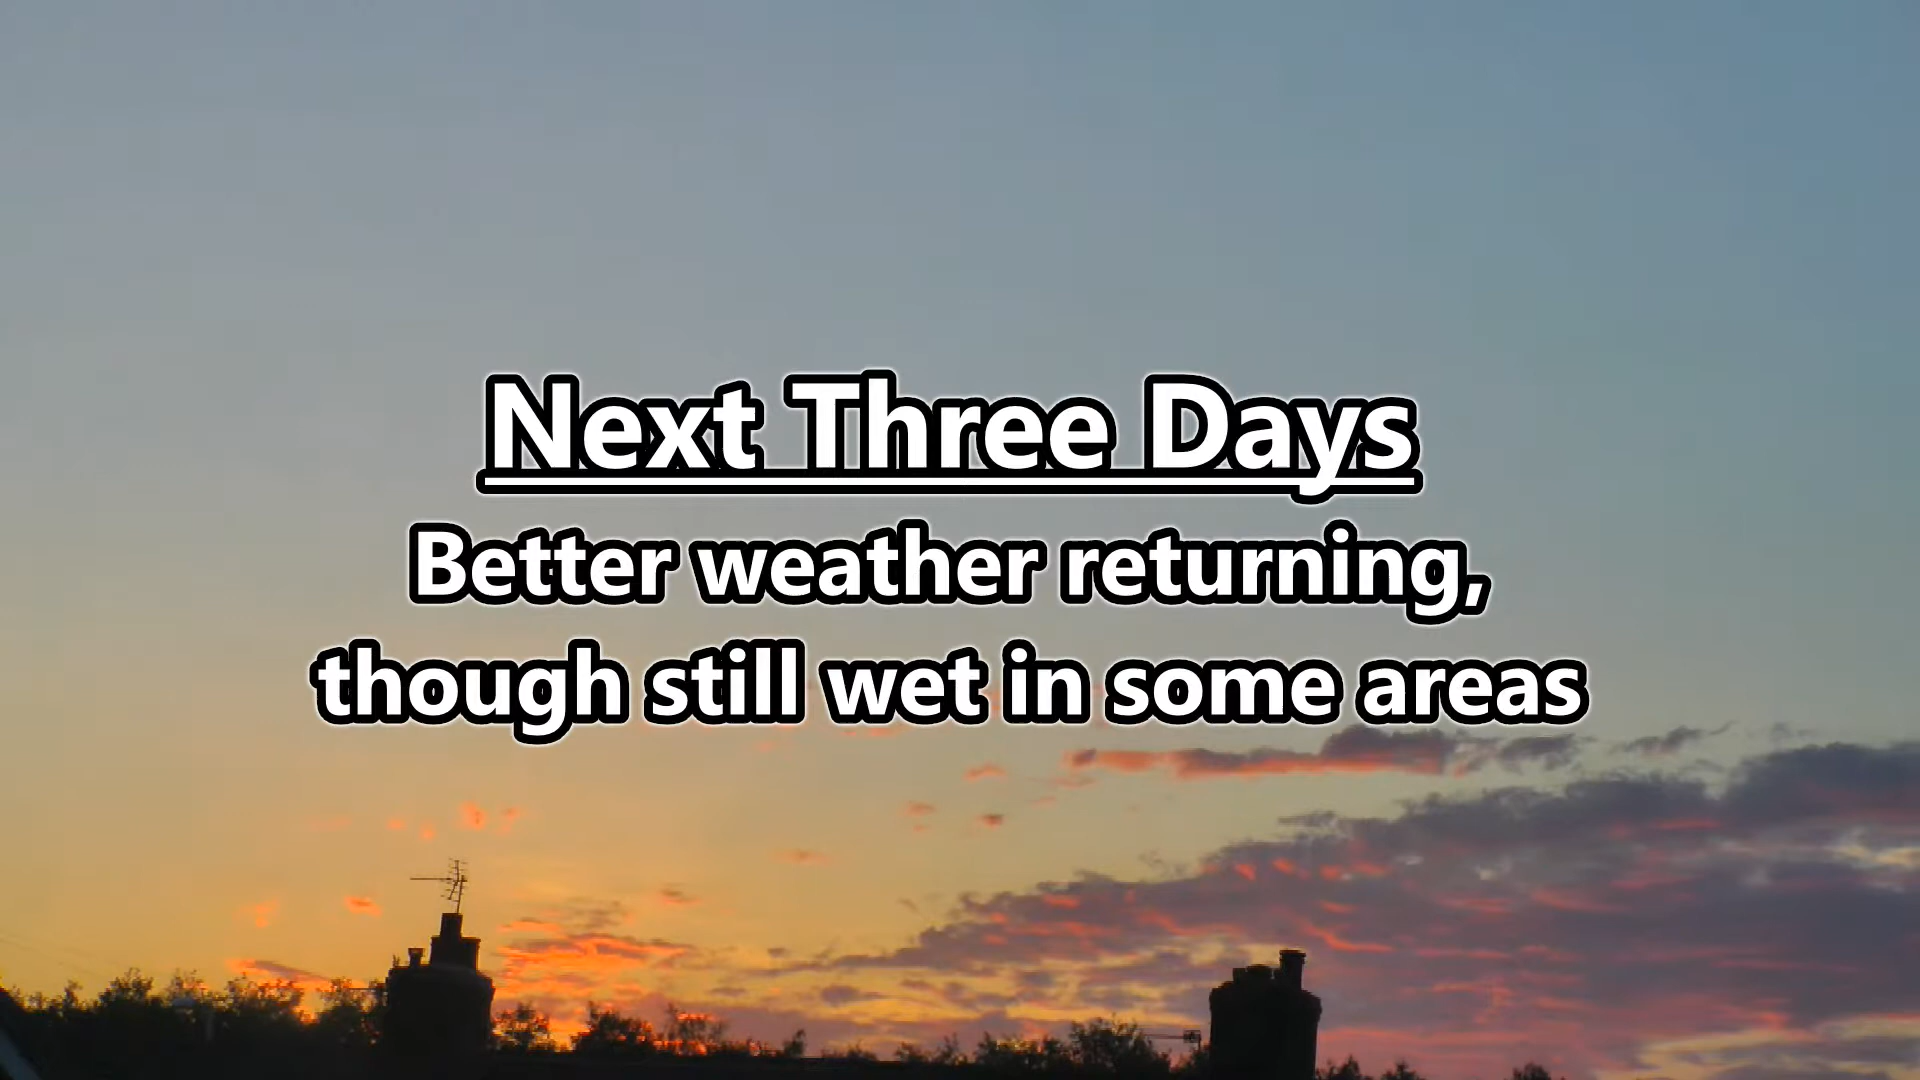 Next Three Days
Better weather returning,
though still wet in some areas